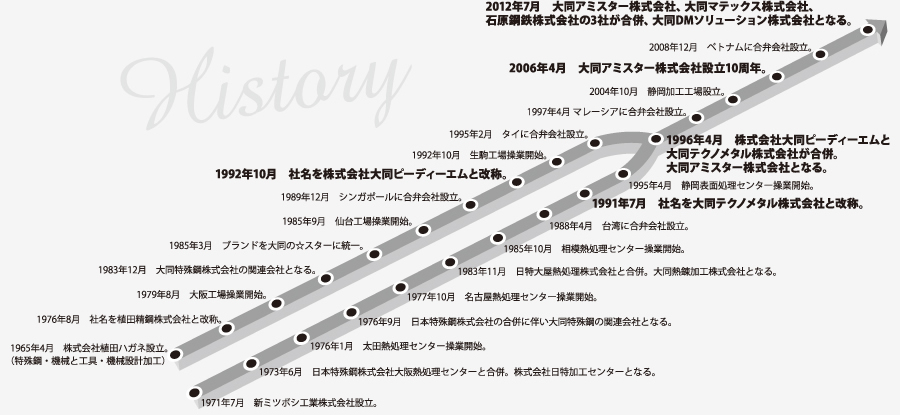 History
2012年7月　大同アミスター株式会社、大同マテックス株式会社、
石原鋼鉄株式会社の3社が合併、大同DMソリューション株式会社となる。
2008年12月　ベトナムに合弁会社設立。
2006年4月　大同アミスター株式会社設立10周年。
2004年10月　静岡加工工場設立。
1997年4月 マレーシアに合弁会社設立。
1996年4月　株式会社大同ピーディーエムと
大同テクノメタル株式会社が合併。
大同アミスター株式会社となる。
1995年2月　タイに合弁会社設立。
1992年10月　生駒工場操業開始。
1992年10月　社名を株式会社大同ピーディーエムと改称。
1989年12月　シンガポールに合弁会社設立。
1985年9月　仙台工場操業開始。
1985年3月　ブランドを大同の☆スターに統一。
1983年12月　大同特殊鋼株式会社の関連会社となる。
1979年8月　大阪工場操業開始。
1976年8月　社名を植田精鋼株式会社と改称。
1965年4月　株式会社植田ハガネ設立。
（特殊鋼・機械と工具・機械設計加工）
1995年4月　静岡表面処理センター操業開始。
1991年7月　社名を大同テクノメタル株式会社と改称。
1988年4月　台湾に合弁会社設立。
1985年10月　相模熱処理センター操業開始。
1983年11月　日特大屋熱処理株式会社と合併。大同熱錬加工株式会社となる。
1977年10月　名古屋熱処理センター操業開始。
1976年9月　日本特殊鋼株式会社の合併に伴い大同特殊鋼の関連会社となる。
1976年1月　太田熱処理センター操業開始。
1973年6月　日本特殊鋼株式会社大阪熱処理センターと合併。株式会社日特加工センターとなる。
1971年7月　新ミツボシ工業株式会社設立。